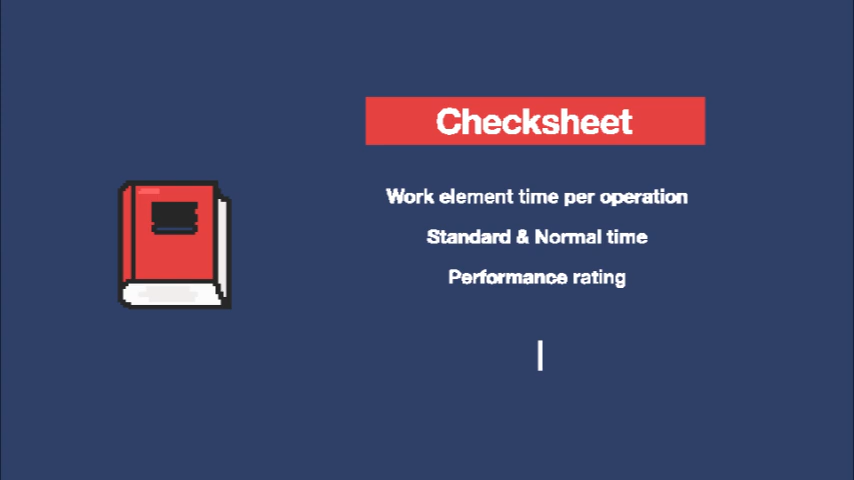 Checksheet
Work element time per operation
Standard & Normal time
Performance rating